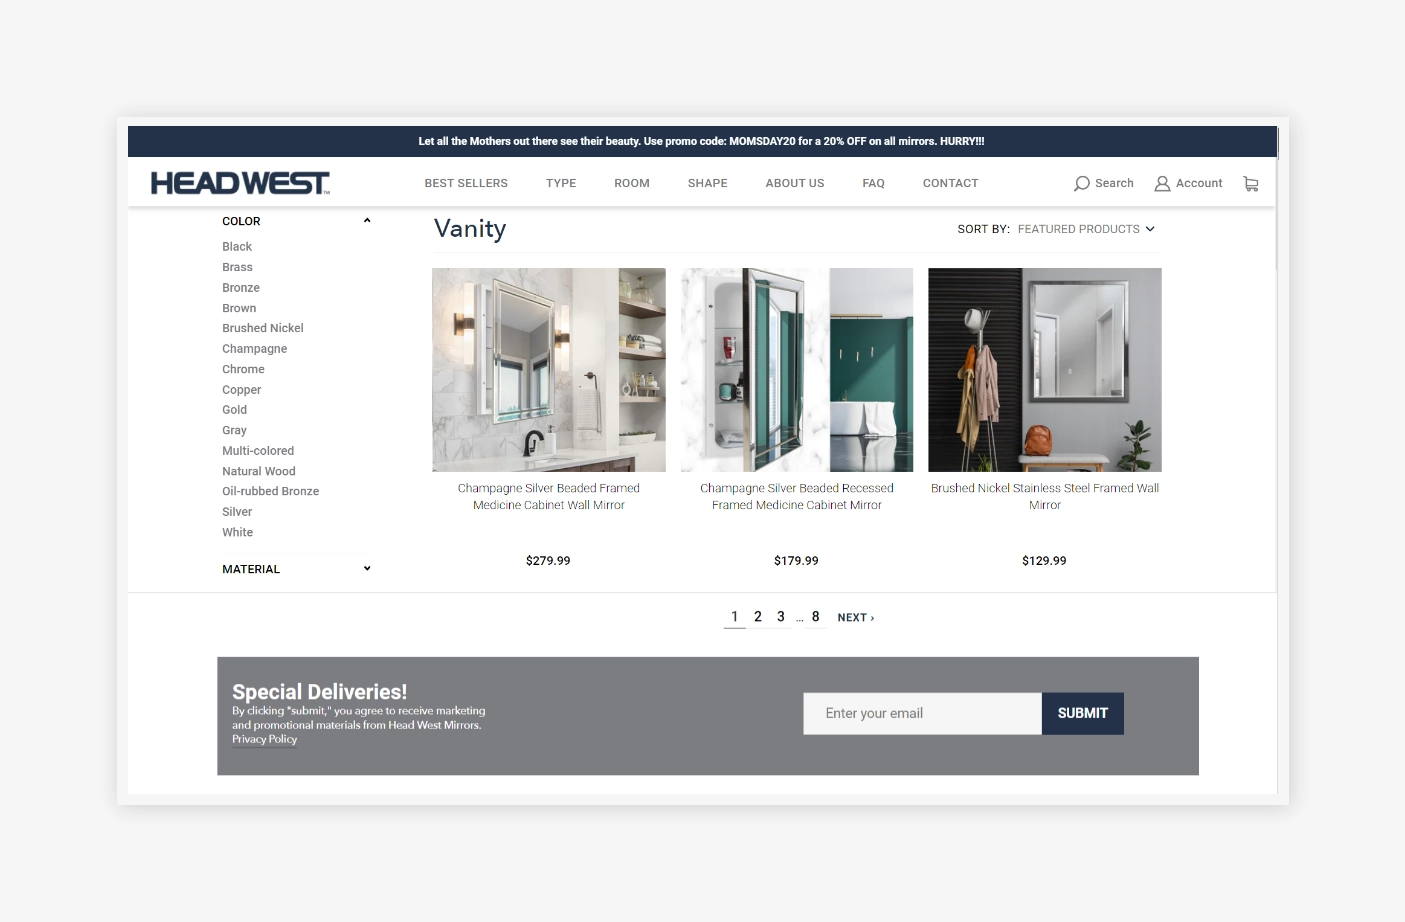 Let all the Mothers out there see their beauty. Use promo code: MOMSDAY20 for a 20% OFF on all mirrors. HURRY!!!
HEAD WEST™
BEST SELLERS
TYPE
ROOM
SHAPE
ABOUT US
FAQ
CONTACT
Search
Account
COLOR
Black
Brass
Bronze
Brown
Brushed Nickel
Champagne
Chrome
Copper
Gold
Gray
Multi-colored
Natural Wood
Oil-rubbed Bronze
Silver
White
MATERIAL
Vanity
SORT BY: FEATURED PRODUCTS
Champagne Silver Beaded Framed
Medicine Cabinet Wall Mirror
$279.99
Champagne Silver Beaded Recessed
Framed Medicine Cabinet Mirror
$179.99
Brushed Nickel Stainless Steel Framed Wall
Mirror
$129.99
1 2 3 ... 8 NEXT ›
Special Deliveries!
By clicking "submit," you agree to receive marketing
and promotional materials from Head West Mirrors.
Privacy Policy
Enter your email
SUBMIT